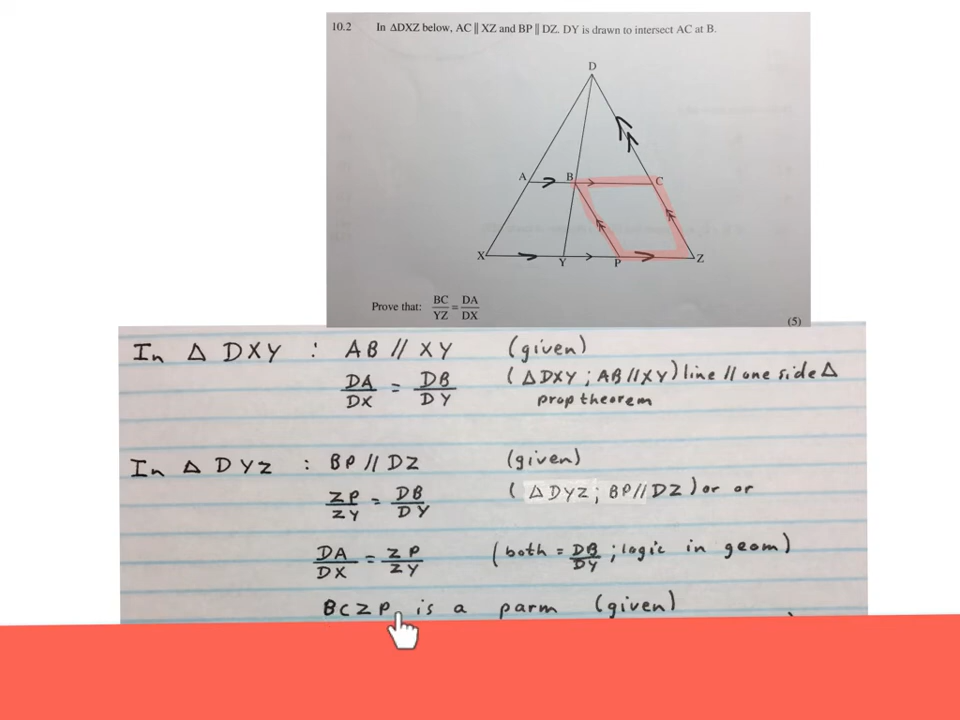 10.2 In ΔDXZ below, AC || XZ and BP || DZ. DY is drawn to intersect AC at B.
D
A B C
X Y P Z
Prove that: BC/YZ = DA/DX
(5)
In Δ DXY : AB // XY (given)
DA/DX = DB/DY (ΔDXY ; AB//XY) line // one side Δ
prop theorem
In Δ DYZ : BP // DZ (given)
ZP/ZY = DB/DY (ΔDYZ ; BP//DZ) or or
DA/DX = ZP/ZY (both = DB/DY ; logic in geom)
BCZP is a parm (given)